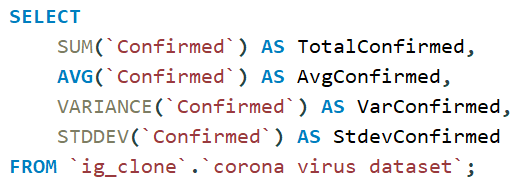 SELECT
    SUM(`Confirmed`) AS TotalConfirmed,
    AVG(`Confirmed`) AS AvgConfirmed,
    VARIANCE(`Confirmed`) AS VarConfirmed,
    STDDEV(`Confirmed`) AS StdevConfirmed
FROM `ig_clone`.`corona virus dataset`;